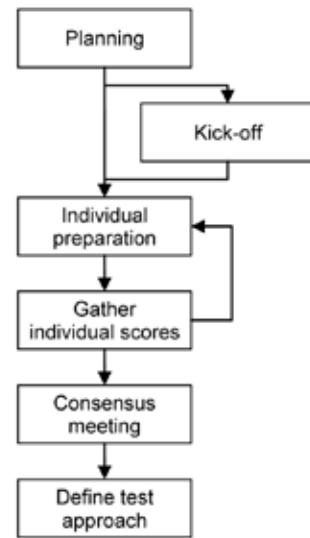 Planning
Kick-off
Individual
preparation
Gather
individual scores
Consensus
meeting
Define test
approach